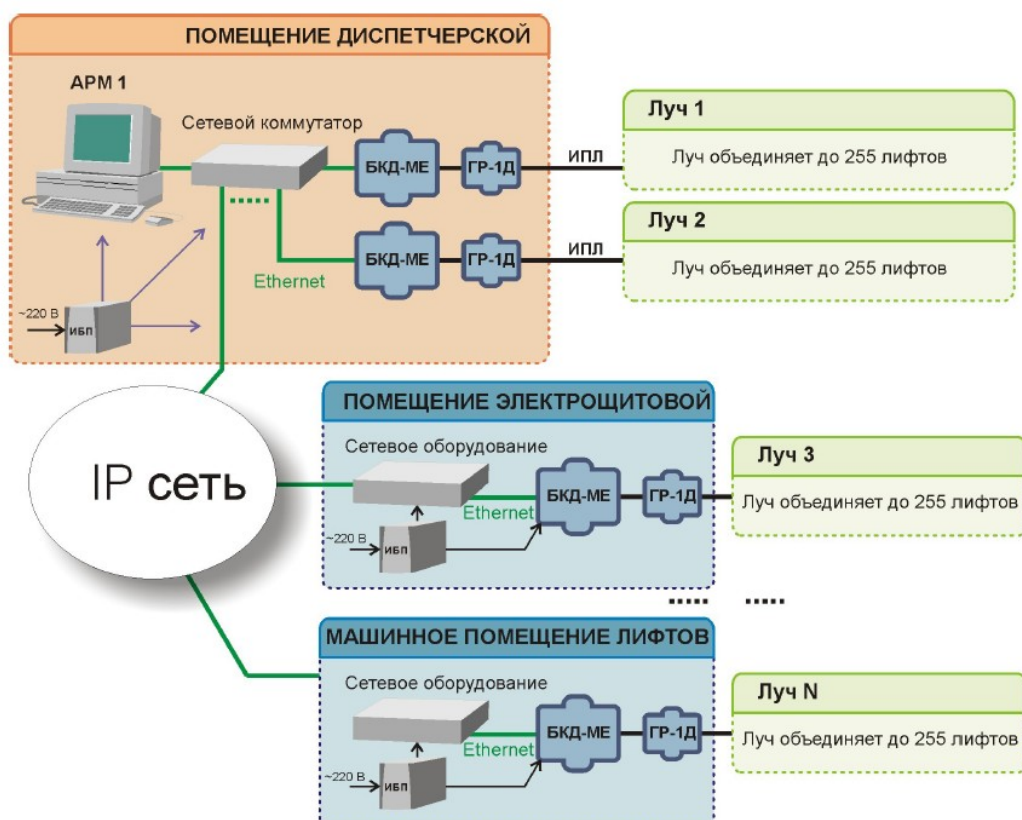 ПОМЕЩЕНИЕ ДИСПЕТЧЕРСКОЙ
АРМ 1
Сетевой коммутатор
БКД-МЕ
ГР-1Д
ИПЛ
Луч 1
Луч объединяет до 255 лифтов
Ethernet
БКД-МЕ
ГР-1Д
ИПЛ
Луч 2
Луч объединяет до 255 лифтов
~220 В
ИБП
IP сеть
ПОМЕЩЕНИЕ ЭЛЕКТРОЩИТОВОЙ
Сетевое оборудование
Ethernet
БКД-МЕ
ГР-1Д
~220 В
ИБП
Луч 3
Луч объединяет до 255 лифтов
МАШИННОЕ ПОМЕЩЕНИЕ ЛИФТОВ
Сетевое оборудование
Ethernet
БКД-МЕ
ГР-1Д
~220 В
ИБП
Луч N
Луч объединяет до 255 лифтов